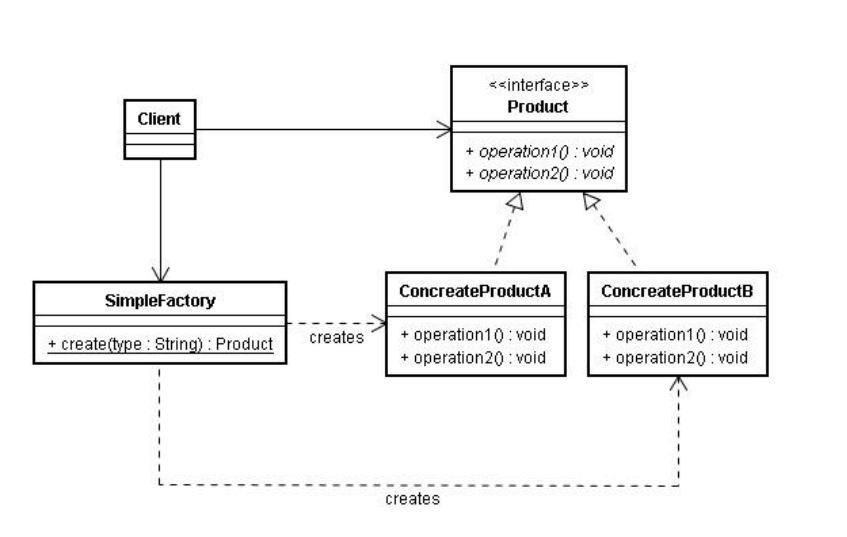 Client
<<interface>>
Product
+ operation1() : void
+ operation2() : void
SimpleFactory
+ create(type : String) : Product
creates
ConcreateProductA
+ operation1() : void
+ operation2() : void
ConcreateProductB
+ operation1() : void
+ operation2() : void
creates